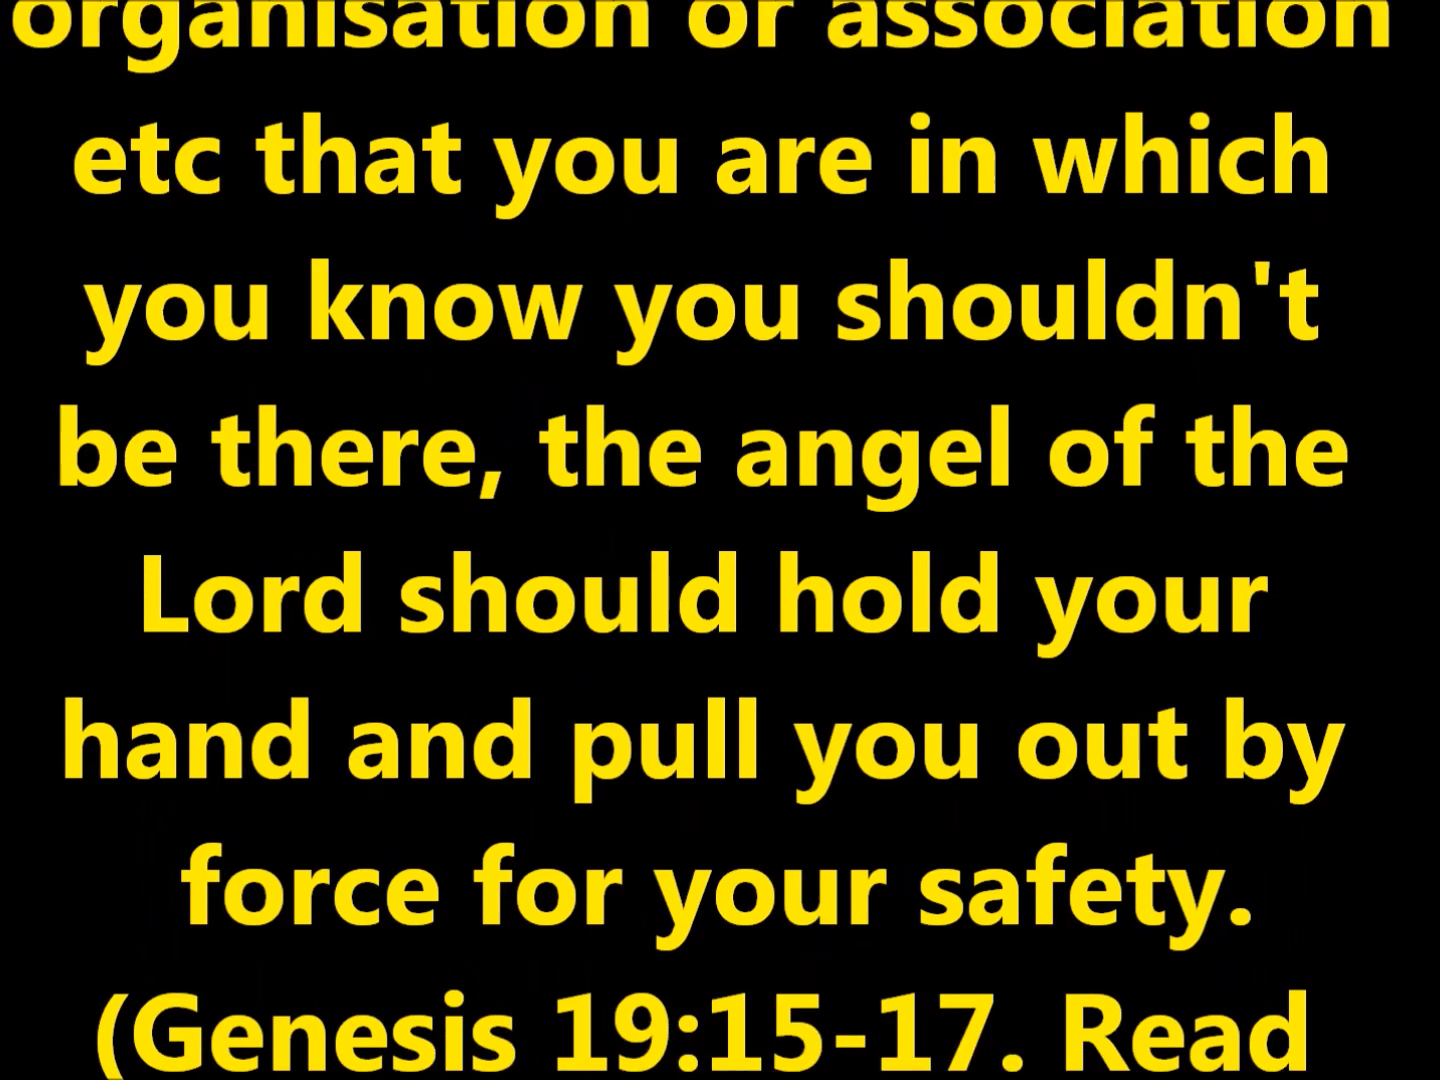 organisation or association
etc that you are in which
you know you shouldn't
be there, the angel of the
Lord should hold your
hand and pull you out by
force for your safety.
(Genesis 19:15-17. Read